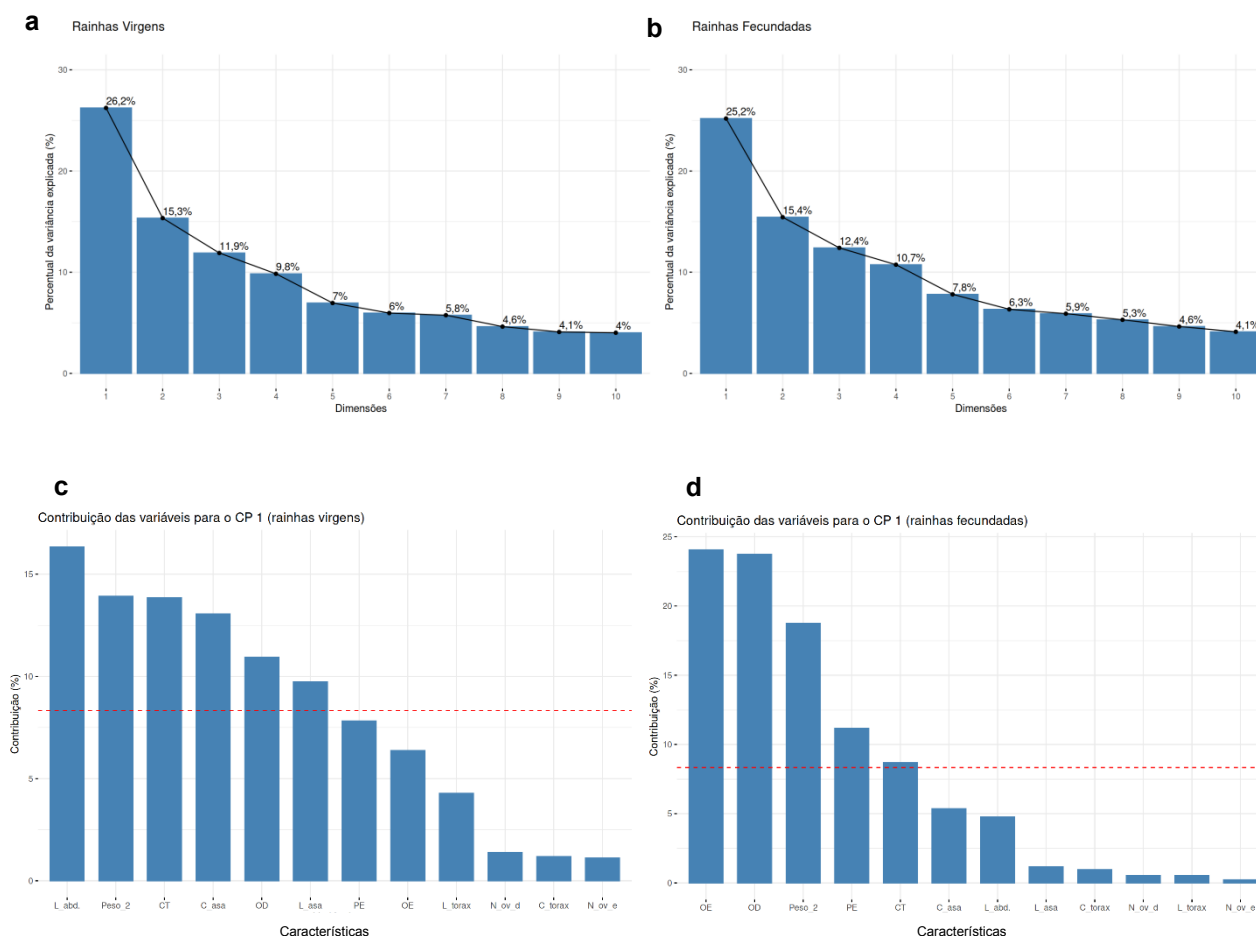 a Rainhas Virgens
Percentual da variância explicada (%)
30
20
10
0
26,2%
15,3%
11,9%
9,8%
7%
6%
5,8%
4,6%
4,1%
4%
1 2 3 4 5 6 7 8 9 10
Dimensões
b Rainhas Fecundadas
Percentual da variância explicada (%)
30
20
10
0
25,2%
15,4%
12,4%
10,7%
7,8%
6,3%
5,9%
5,3%
4,6%
4,1%
1 2 3 4 5 6 7 8 9 10
Dimensões
c
Contribuição das variáveis para o CP 1 (rainhas virgens)
Contribuição (%)
15
10
5
0
L_abd. Peso_2 CT C_asa OD L_asa PE OE L_torax N_ov_d C_torax N_ov_e
Características
d
Contribuição das variáveis para o CP 1 (rainhas fecundadas)
Contribuição (%)
25
20
15
10
5
0
OE OD Peso_2 PE CT C_asa L_abd. L_asa C_torax N_ov_d L_torax N_ov_e
Características